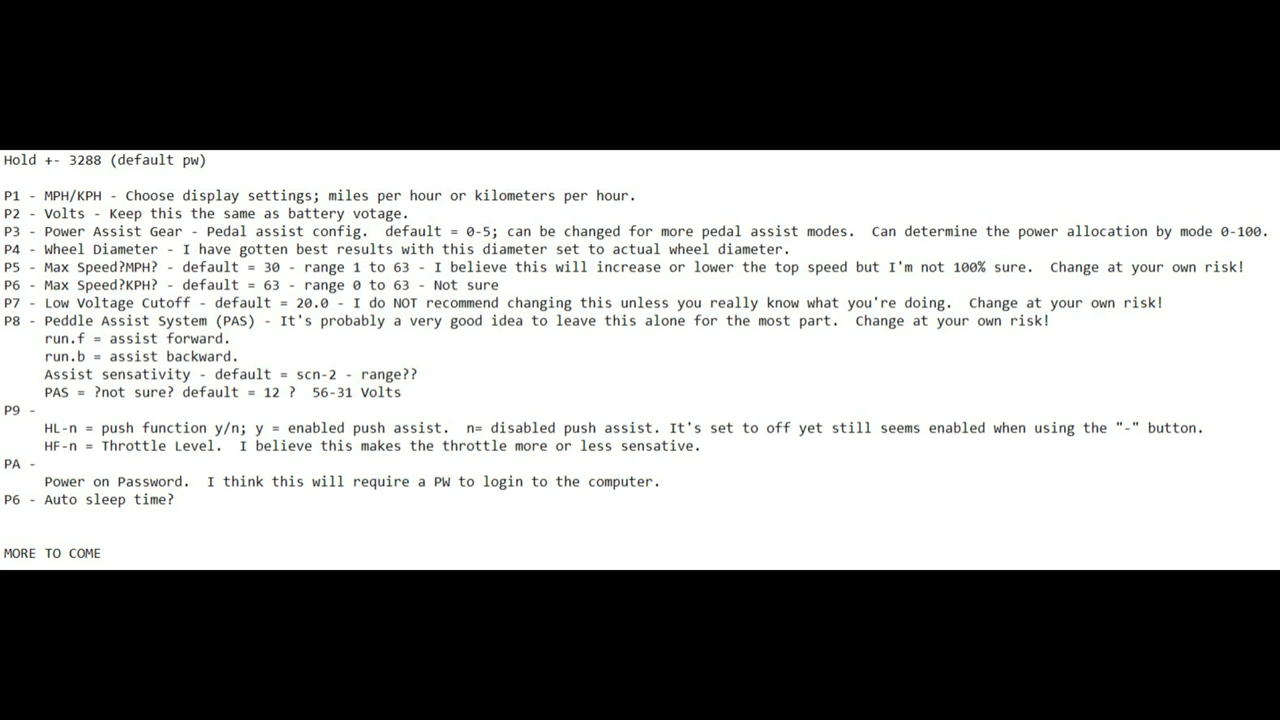 Hold +- 3288 (default pw)
P1 - MPH/KPH - Choose display settings; miles per hour or kilometers per hour.
P2 - Volts - Keep this the same as battery votage.
P3 - Power Assist Gear - Pedal assist config.  default = 0-5; can be changed for more pedal assist modes.  Can determine the power allocation by mode 0-100.
P4 - Wheel Diameter - I have gotten best results with this diameter set to actual wheel diameter.
P5 - Max Speed?MPH? - default = 30 - range 1 to 63 - I believe this will increase or lower the top speed but I'm not 100% sure.  Change at your own risk!
P6 - Max Speed?KPH? - default = 63 - range 0 to 63 - Not sure
P7 - Low Voltage Cutoff - default = 20.0 - I do NOT recommend changing this unless you really know what you're doing.  Change at your own risk!
P8 - Peddle Assist System (PAS) - It's probably a very good idea to leave this alone for the most part.  Change at your own risk!
run.f = assist forward.
run.b = assist backward.
Assist sensativity - default = scn-2 - range??
PAS = ?not sure? default = 12 ?  56-31 Volts
P9 -
HL-n = push function y/n; y = enabled push assist.  n= disabled push assist. It's set to off yet still seems enabled when using the "-" button.
HF-n = Throttle Level.  I believe this makes the throttle more or less sensative.
PA -
Power on Password.  I think this will require a PW to login to the computer.
P6 - Auto sleep time?
MORE TO COME